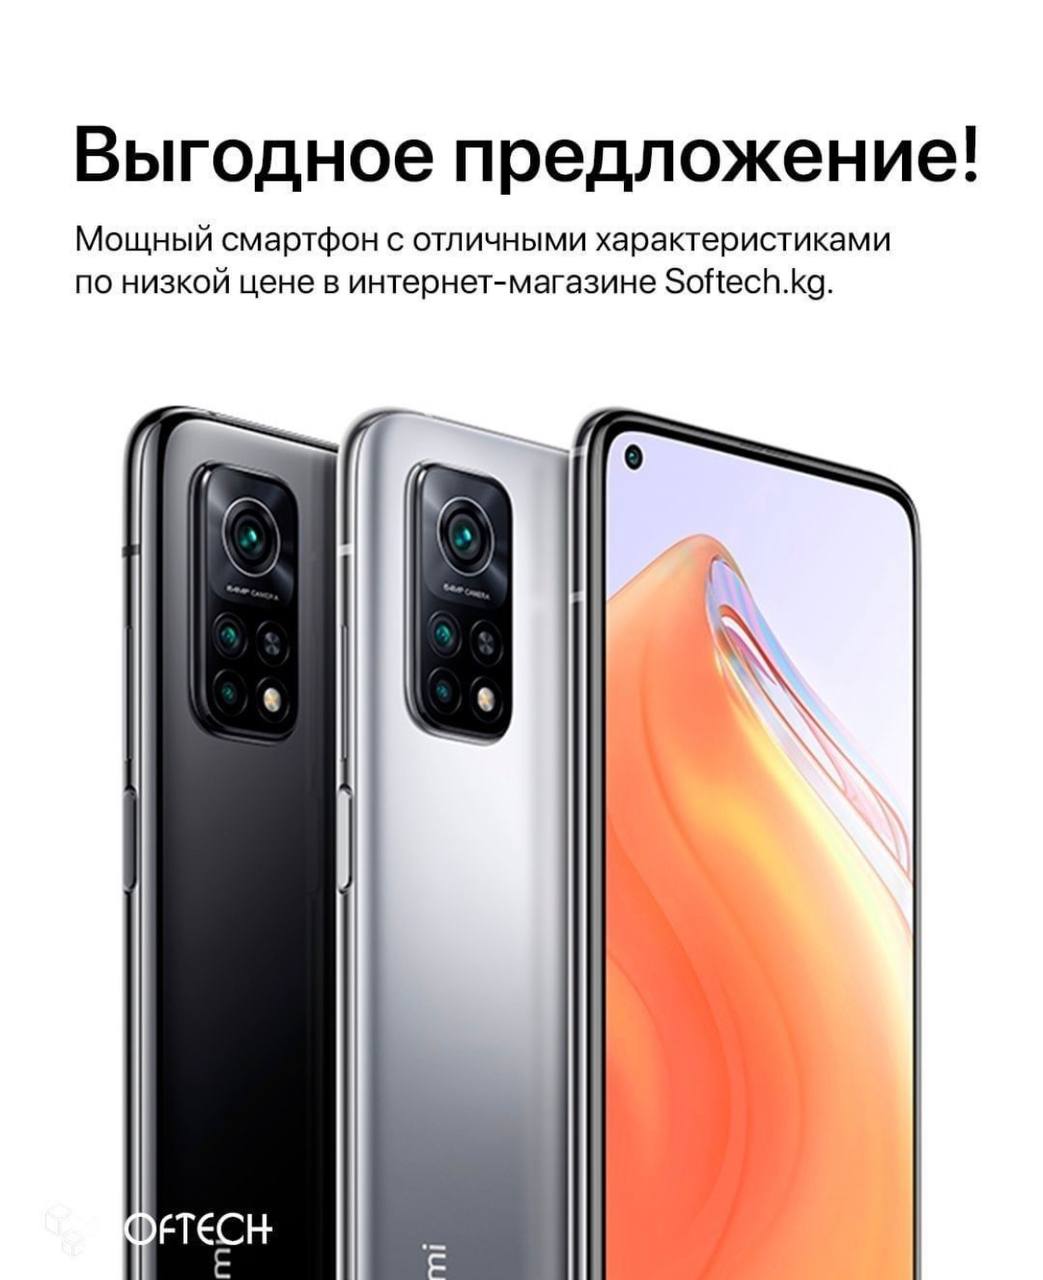 Выгодное предложение!
Мощный смартфон с отличными характеристиками
по низкой цене в интернет-магазине Softech.kg.
64MP CAMERA
64MP CAMERA
OFTECH
mi
mi